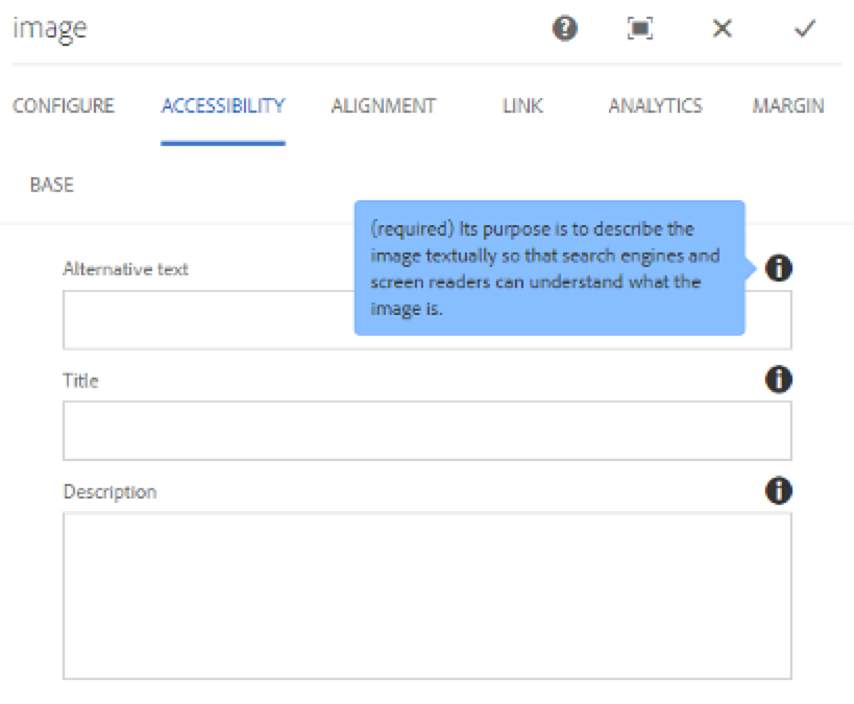 image
CONFIGURE ACCESSIBILITY ALIGNMENT LINK ANALYTICS MARGIN
BASE
(required) Its purpose is to describe the
image textually so that search engines and
screen readers can understand what the
image is.
Alternative text
Title
Description